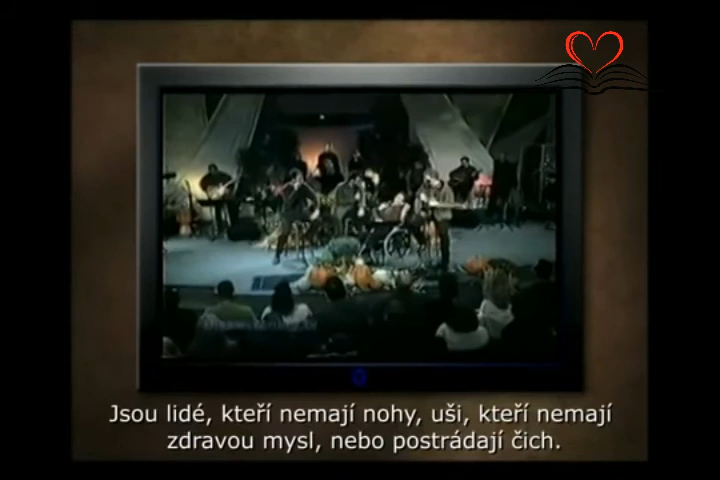 Jsou lidé, kteří nemají nohy, uši, kteří nemají
zdravou mysl, nebo postrádají čich.